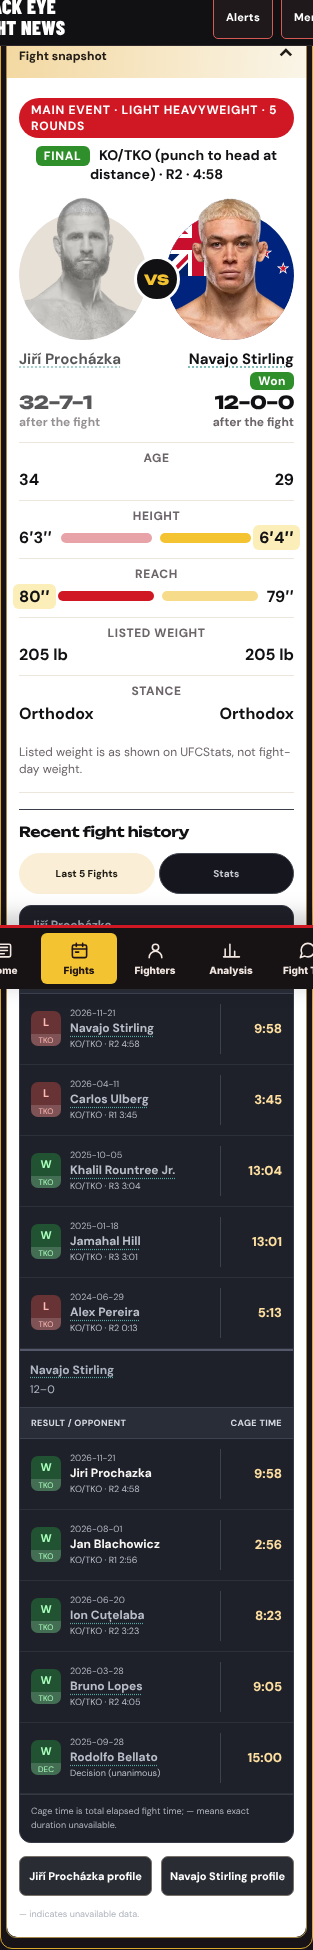 ACK EYE
HT NEWS
Alerts
Fight snapshot
MAIN EVENT · LIGHT HEAVYWEIGHT · 5
ROUNDS
FINAL KO/TKO (punch to head at
distance) · R2 · 4:58
VS
Jiří Procházka Navajo Stirling
Won
32-7-1 12-0-0
after the fight after the fight
AGE
34 29
HEIGHT
6'3'' 6'4''
REACH
80'' 79''
LISTED WEIGHT
205 lb 205 lb
STANCE
Orthodox Orthodox
Listed weight is as shown on UFCStats, not fight-
day weight.
Recent fight history
Last 5 Fights Stats
Jiří Procházka
ome Fights Fighters Analysis Fight T
2026-11-21
L Navajo Stirling 9:58
TKO KO/TKO · R2 4:58
2026-04-11
L Carlos Ulberg 3:45
TKO KO/TKO · R1 3:45
2025-10-05
W Khalil Rountree Jr. 13:04
TKO KO/TKO · R3 3:04
2025-01-18
W Jamahal Hill 13:01
TKO KO/TKO · R3 3:01
2024-06-29
L Alex Pereira 5:13
TKO KO/TKO · R2 0:13
Navajo Stirling
12-0
RESULT / OPPONENT CAGE TIME
2026-11-21
W Jiri Prochazka 9:58
TKO KO/TKO · R2 4:58
2026-08-01
W Jan Blachowicz 2:56
TKO KO/TKO · R1 2:56
2026-06-20
W Ion Cuțelaba 8:23
TKO KO/TKO · R2 3:23
2026-03-28
W Bruno Lopes 9:05
TKO KO/TKO · R2 4:05
2025-09-28
W Rodolfo Bellato 15:00
DEC Decision (unanimous)
Cage time is total elapsed fight time; — means exact
duration unavailable.
Jiří Procházka profile Navajo Stirling profile
— indicates unavailable data.